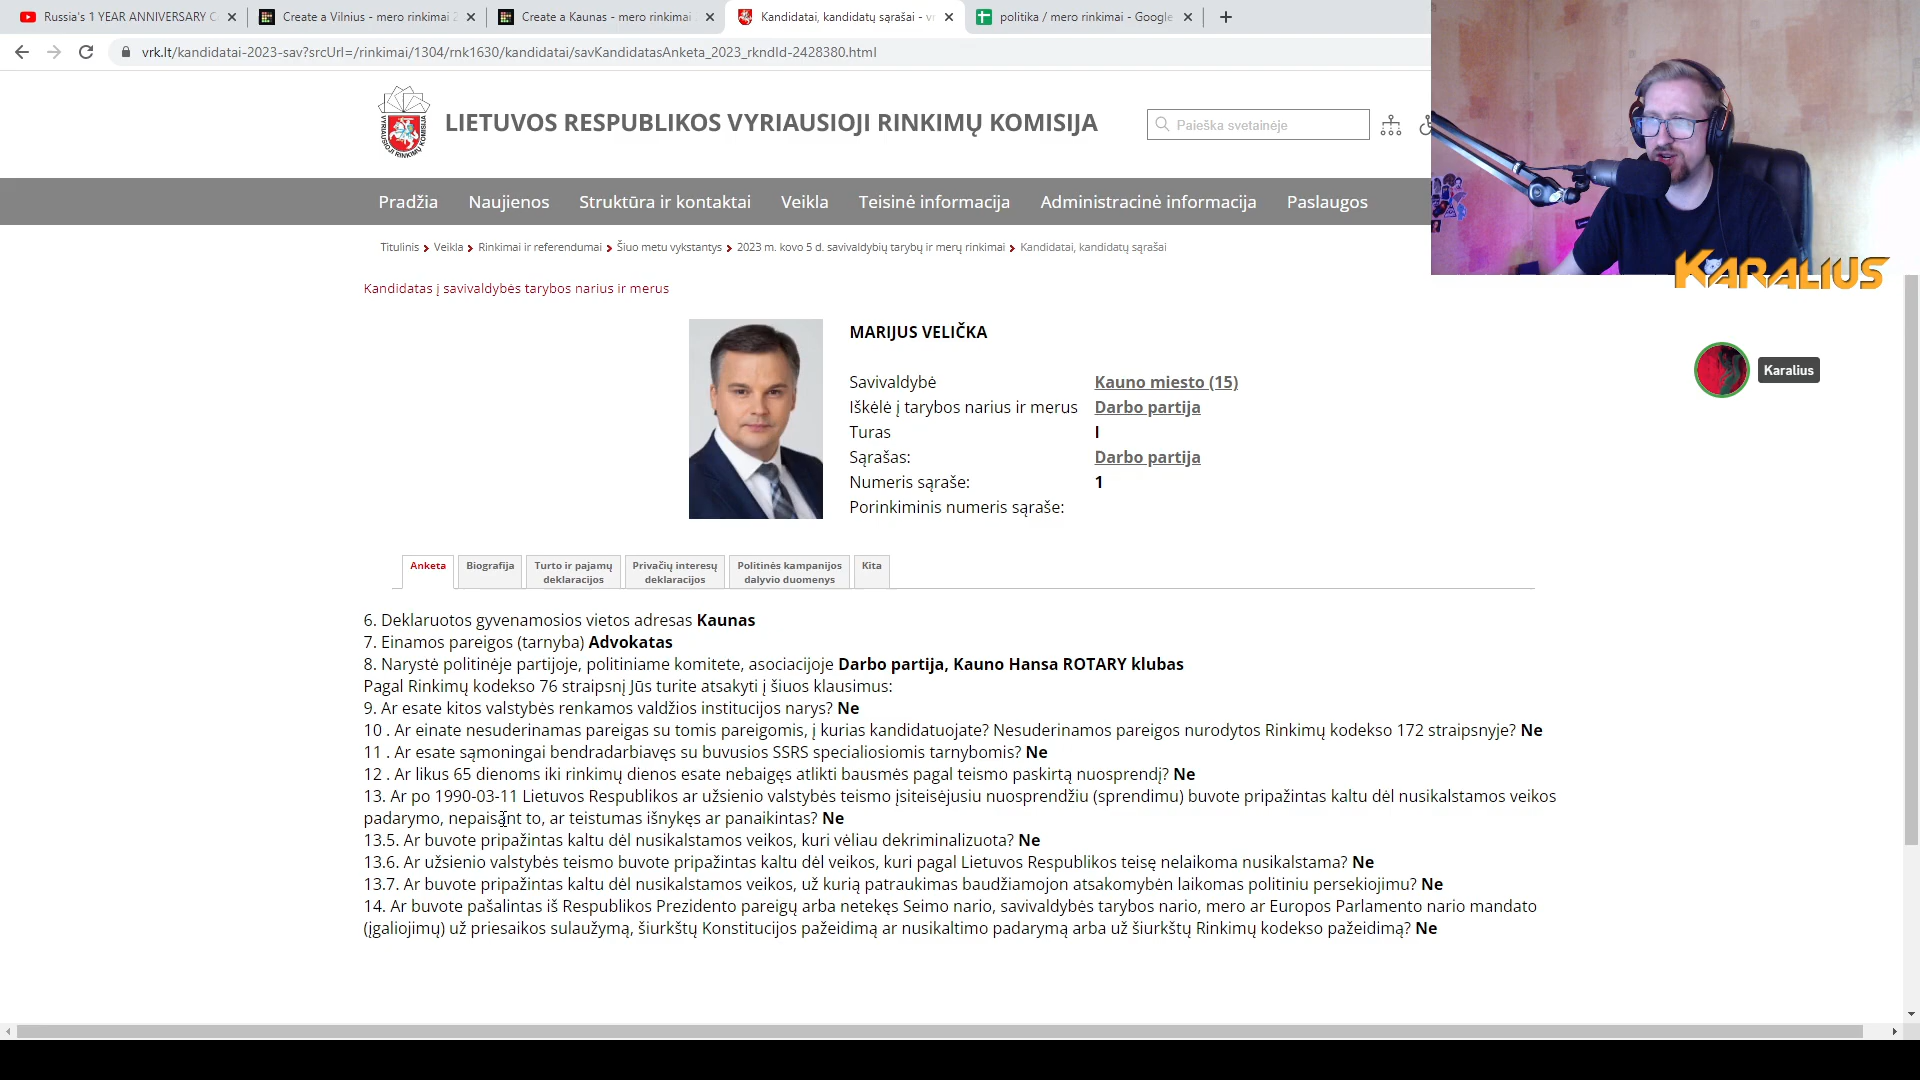 Russia's 1 YEAR ANNIVERSARY
Create a Vilnius - mero rinkimai
Create a Kaunas - mero rinkimai
Kandidatai, kandidatų sąrašai - vr
politika / mero rinkimai - Google
vrk.lt/kandidatai-2023-sav?srcUrl=/rinkimai/1304/rnk1630/kandidatai/savKandidatasAnketa_2023_rkndId-2428380.html
VYRIAUSIOJI RINKIMŲ KOMISIJA
LIETUVOS RESPUBLIKOS VYRIAUSIOJI RINKIMŲ KOMISIJA
Paieška svetainėje
Pradžia Naujienos Struktūra ir kontaktai Veikla Teisinė informacija Administracinė informacija Paslaugos
Titulinis Veikla Rinkimai ir referendumai Šiuo metu vykstantys 2023 m. kovo 5 d. savivaldybių tarybų ir merų rinkimai Kandidatai, kandidatų sąrašai
KARALIUS
Kandidatas į savivaldybės tarybos narius ir merus
MARIJUS VELIČKA
Karalius
Savivaldybė Kauno miesto (15)
Iškėlė į tarybos narius ir merus Darbo partija
Turas I
Sąrašas: Darbo partija
Numeris sąraše: 1
Porinkiminis numeris sąraše:
Anketa
Biografija
Turto ir pajamų
deklaracijos
Privačių interesų
deklaracijos
Politinės kampanijos
dalyvio duomenys
Kita
6. Deklaruotos gyvenamosios vietos adresas Kaunas
7. Einamos pareigos (tarnyba) Advokatas
8. Narystė politinėje partijoje, politiniame komitete, asociacijoje Darbo partija, Kauno Hansa ROTARY klubas
Pagal Rinkimų kodekso 76 straipsnį Jūs turite atsakyti į šiuos klausimus:
9. Ar esate kitos valstybės renkamos valdžios institucijos narys? Ne
10 . Ar einate nesuderinamas pareigas su tomis pareigomis, į kurias kandidatuojate? Nesuderinamos pareigos nurodytos Rinkimų kodekso 172 straipsnyje? Ne
11 . Ar esate sąmoningai bendradarbiavęs su buvusios SSRS specialiosiomis tarnybomis? Ne
12 . Ar likus 65 dienoms iki rinkimų dienos esate nebaigęs atlikti bausmės pagal teismo paskirtą nuosprendį? Ne
13. Ar po 1990-03-11 Lietuvos Respublikos ar užsienio valstybės teismo įsiteisėjusiu nuosprendžiu (sprendimu) buvote pripažintas kaltu dėl nusikalstamos veikos
padarymo, nepaisant to, ar teistumas išnykęs ar panaikintas? Ne
13.5. Ar buvote pripažintas kaltu dėl nusikalstamos veikos, kuri vėliau dekriminalizuota? Ne
13.6. Ar užsienio valstybės teismo buvote pripažintas kaltu dėl veikos, kuri pagal Lietuvos Respublikos teisę nelaikoma nusikalstama? Ne
13.7. Ar buvote pripažintas kaltu dėl nusikalstamos veikos, už kurią patraukimas baudžiamojon atsakomybėn laikomas politiniu persekiojimu? Ne
14. Ar buvote pašalintas iš Respublikos Prezidento pareigų arba netekęs Seimo nario, savivaldybės tarybos nario, mero ar Europos Parlamento nario mandato
(įgaliojimų) už priesaikos sulaužymą, šiurkštų Konstitucijos pažeidimą ar nusikaltimo padarymą arba už šiurkštų Rinkimų kodekso pažeidimą? Ne